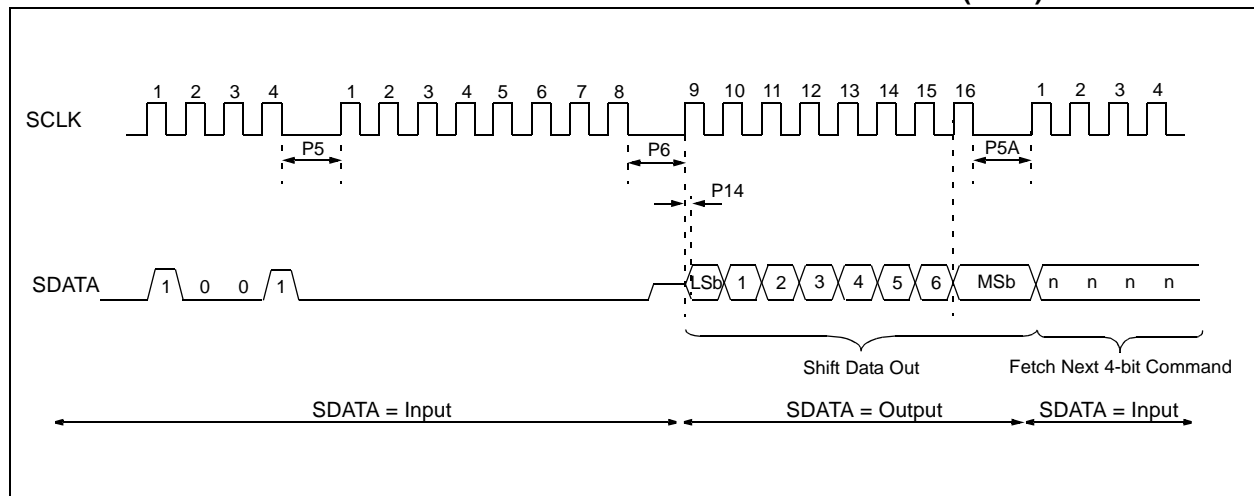 1 2 3 4 1 2 3 4 5 6 7 8 9 10 11 12 13 14 15 16 1 2 3 4
SCLK
P5 P6 P5A
P14
SDATA 1 0 0 1 LSb 1 2 3 4 5 6 MSb n n n n
Shift Data Out Fetch Next 4-bit Command
SDATA = Input SDATA = Output SDATA = Input